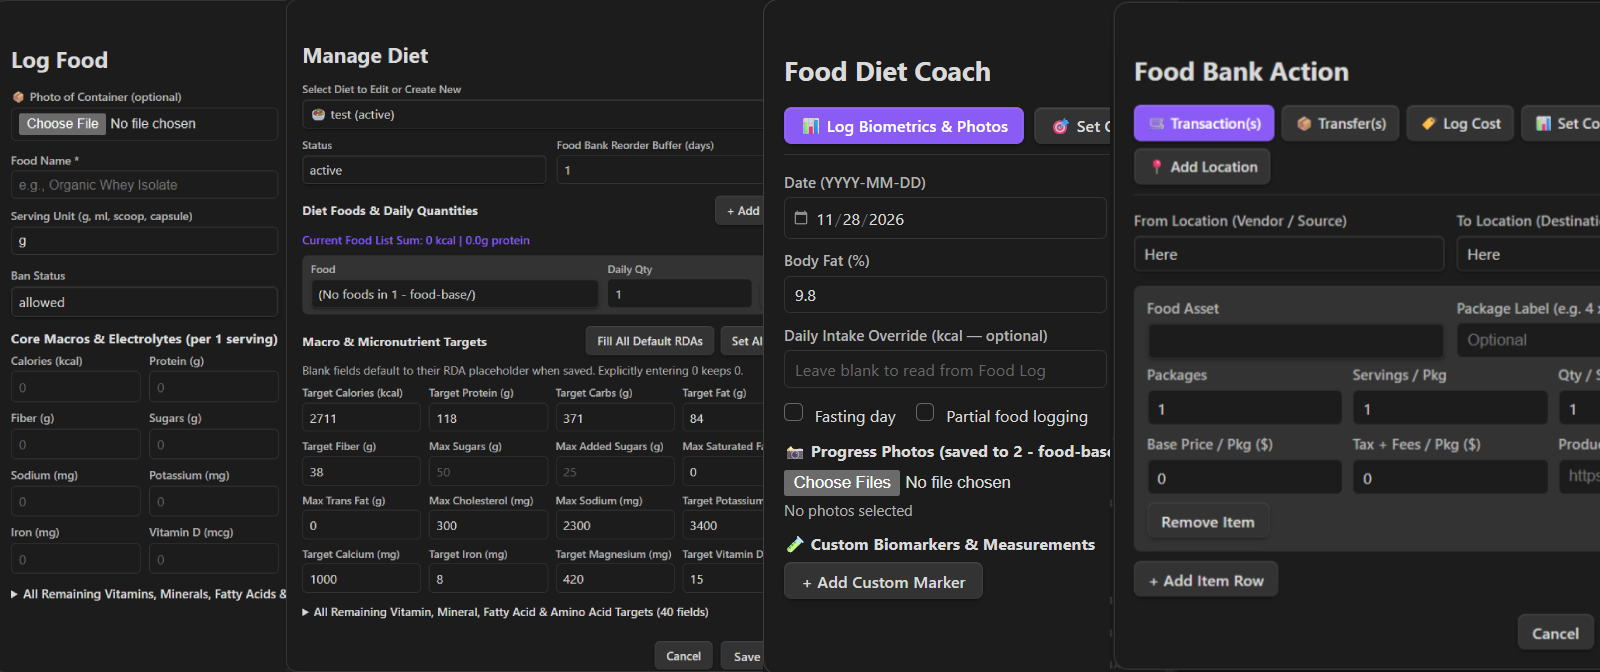 Log Food
Photo of Container (optional)
Choose File No file chosen
Food Name *
e.g., Organic Whey Isolate
Serving Unit (g, ml, scoop, capsule)
g
Ban Status
allowed
Core Macros & Electrolytes (per 1 serving)
Calories (kcal) Protein (g)
0 0
Fiber (g) Sugars (g)
0 0
Sodium (mg) Potassium (mg)
0 0
Iron (mg) Vitamin D (mcg)
0 0
All Remaining Vitamins, Minerals, Fatty Acids &
Manage Diet
Select Diet to Edit or Create New
test (active)
Status Food Bank Reorder Buffer (days)
active 1
Diet Foods & Daily Quantities + Add
Current Food List Sum: 0 kcal | 0.0g protein
Food Daily Qty
(No foods in 1 - food-base/) 1
Macro & Micronutrient Targets Fill All Default RDAs Set Al
Blank fields default to their RDA placeholder when saved. Explicitly entering 0 keeps 0.
Target Calories (kcal) Target Protein (g) Target Carbs (g) Target Fat (g)
2711 118 371 84
Target Fiber (g) Max Sugars (g) Max Added Sugars (g) Max Saturated Fa
38 50 25 0
Max Trans Fat (g) Max Cholesterol (mg) Max Sodium (mg) Target Potassium
0 300 2300 3400
Target Calcium (mg) Target Iron (mg) Target Magnesium (mg) Target Vitamin D
1000 8 420 15
All Remaining Vitamin, Mineral, Fatty Acid & Amino Acid Targets (40 fields)
Cancel Save
Food Diet Coach
Log Biometrics & Photos Set
Date (YYYY-MM-DD)
11/28/2026
Body Fat (%)
9.8
Daily Intake Override (kcal — optional)
Leave blank to read from Food Log
Fasting day Partial food logging
Progress Photos (saved to 2 - food-base
Choose Files No file chosen
No photos selected
Custom Biomarkers & Measurements
+ Add Custom Marker
Food Bank Action
Transaction(s) Transfer(s) Log Cost Set Co
Add Location
From Location (Vendor / Source) To Location (Destinati
Here Here
Food Asset Package Label (e.g. 4 x
Optional
Packages Servings / Pkg Qty / S
1 1 1
Base Price / Pkg ($) Tax + Fees / Pkg ($) Produc
0 0 https
Remove Item
+ Add Item Row
Cancel